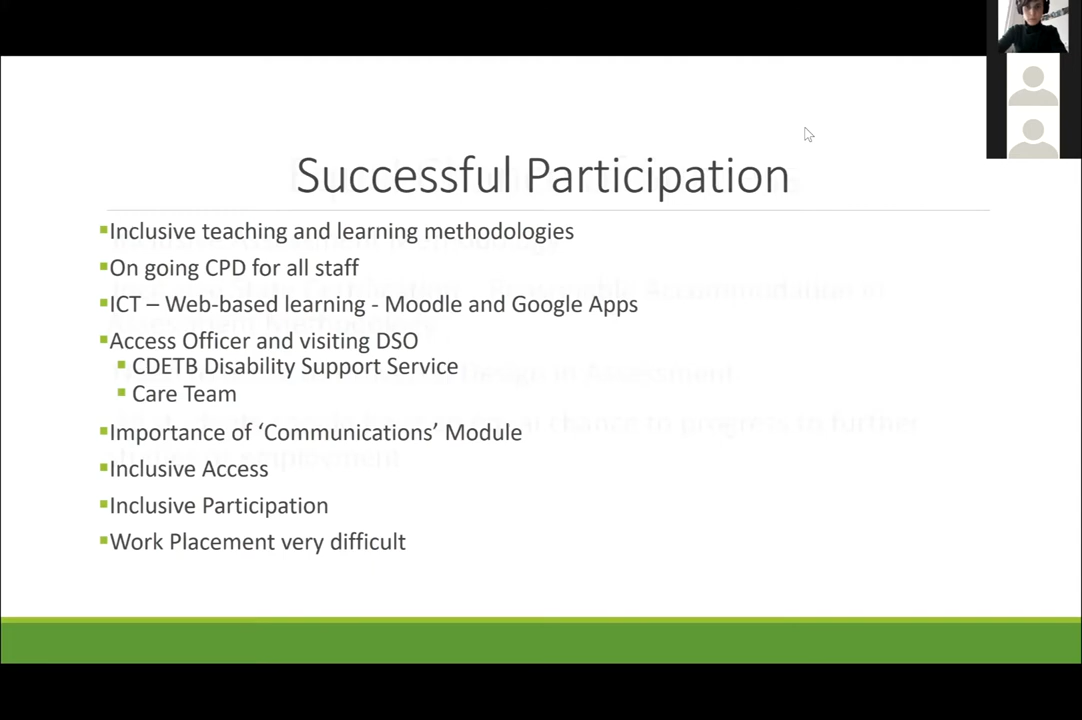 Successful Participation
Inclusive teaching and learning methodologies
On going CPD for all staff
ICT – Web-based learning - Moodle and Google Apps
Access Officer and visiting DSO
CDETB Disability Support Service
Care Team
Importance of ‘Communications’ Module
Inclusive Access
Inclusive Participation
Work Placement very difficult